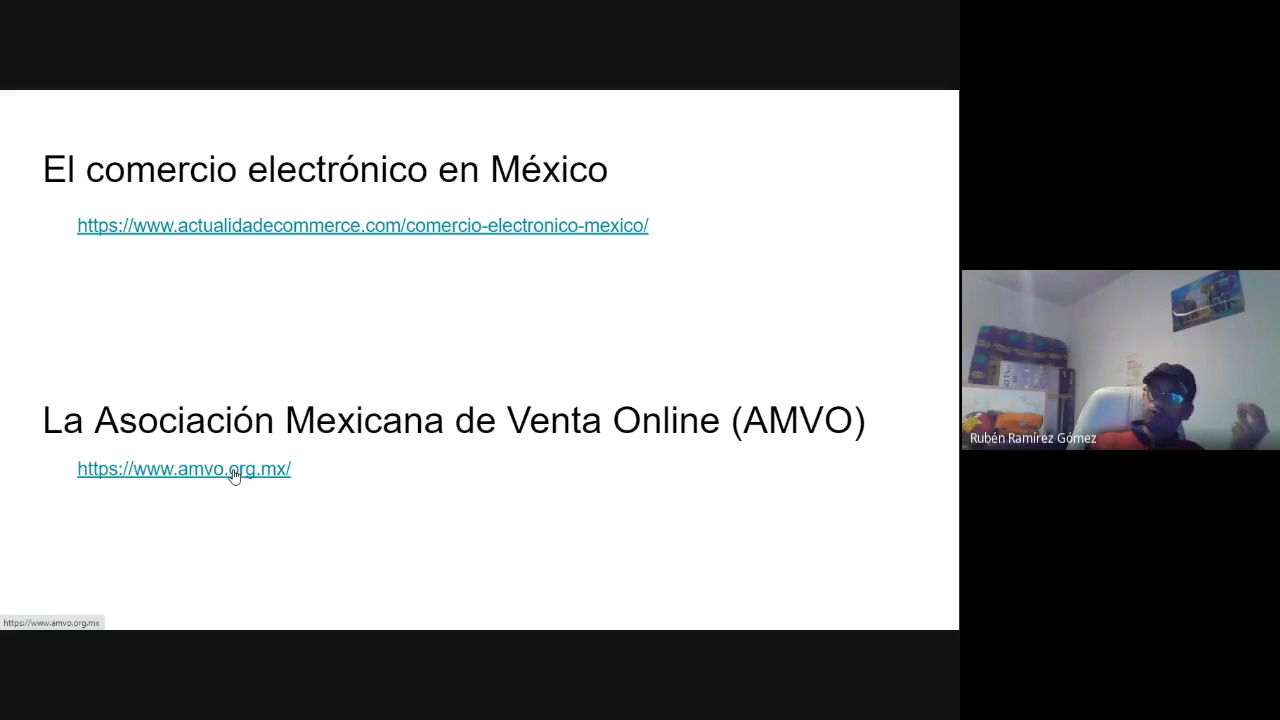 El comercio electrónico en México
https://www.actualidadecommerce.com/comercio-electronico-mexico/
La Asociación Mexicana de Venta Online (AMVO)
https://www.amvo.org.mx/
https://www.amvo.org.mx
Rubén Ramírez Gómez